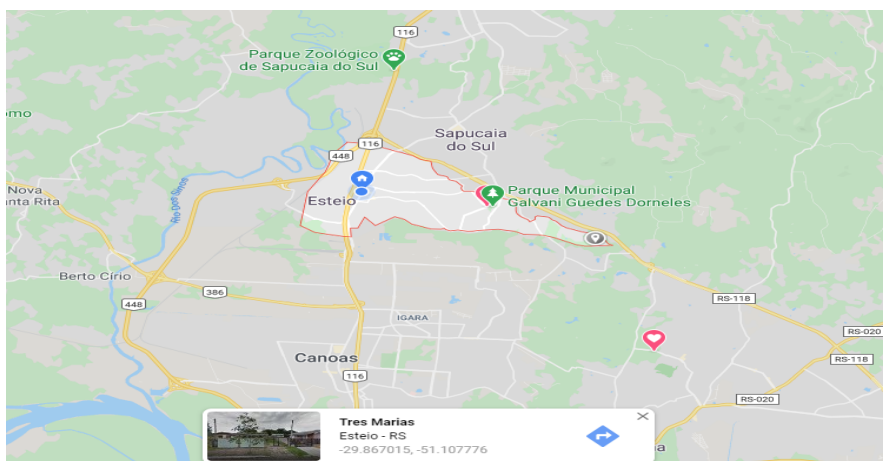 116
Parque Zoológico
de Sapucaia do Sul
omo
Sapucaia
do Sul
116
448
Nova
anta Rita
Rio Dos Sinos
Esteio
Parque Municipal
Galvani Guedes Dorneles
Berto Círio
386
448
RS-118
IGARA
RS-020
Canoas
RS-118
116
RS-020
a
Tres Marias
Esteio - RS
-29.867015, -51.107776